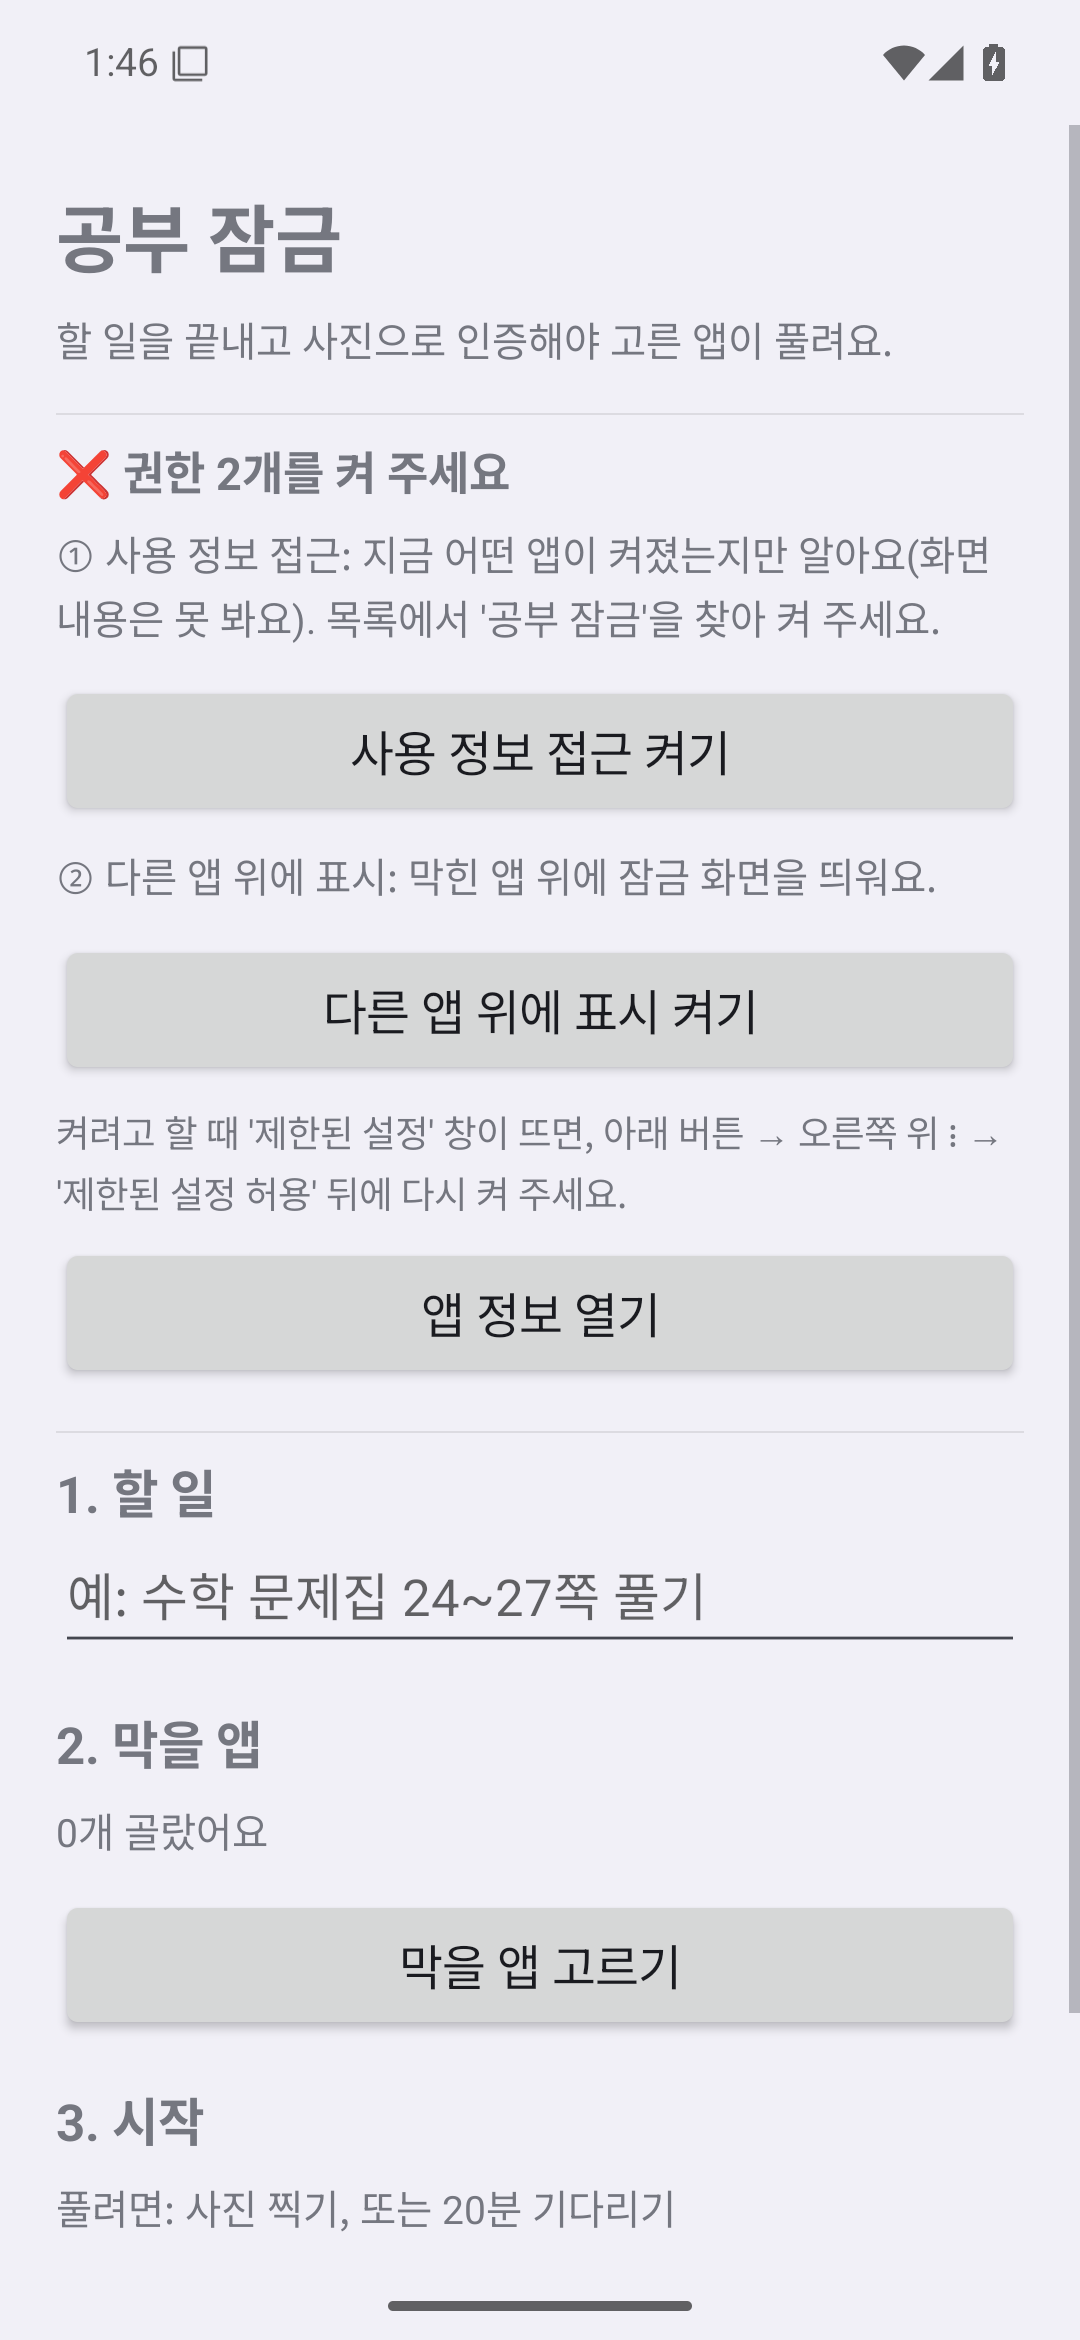 1:46
공부 잠금
할 일을 끝내고 사진으로 인증해야 고른 앱이 풀려요.
❌ 권한 2개를 켜 주세요
① 사용 정보 접근: 지금 어떤 앱이 켜졌는지만 알아요(화면
내용은 못 봐요). 목록에서 '공부 잠금'을 찾아 켜 주세요.
사용 정보 접근 켜기
② 다른 앱 위에 표시: 막힌 앱 위에 잠금 화면을 띄워요.
다른 앱 위에 표시 켜기
켜려고 할 때 '제한된 설정' 창이 뜨면, 아래 버튼 → 오른쪽 위 ⋮ →
'제한된 설정 허용' 뒤에 다시 켜 주세요.
앱 정보 열기
1. 할 일
예: 수학 문제집 24~27쪽 풀기
2. 막을 앱
0개 골랐어요
막을 앱 고르기
3. 시작
풀려면: 사진 찍기, 또는 20분 기다리기